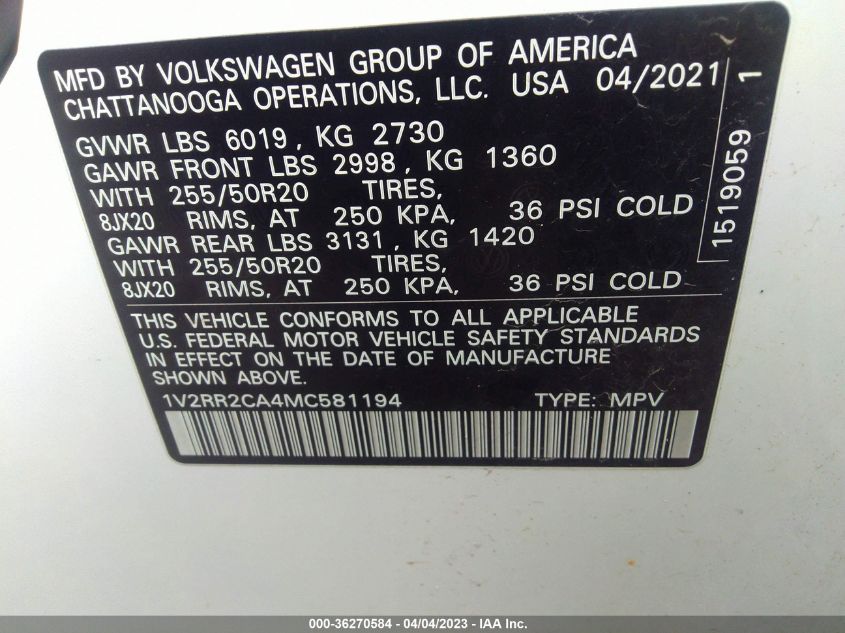 MFD BY VOLKSWAGEN GROUP OF AMERICA
CHATTANOOGA OPERATIONS, LLC. USA 04/2021
GVWR LBS 6019, KG 2730
GAWR FRONT LBS 2998, KG 1360
WITH 255/50R20 TIRES,
8JX20 RIMS, AT 250 KPA, 36 PSI COLD
GAWR REAR LBS 3131, KG 1420
WITH 255/50R20 TIRES,
8JX20 RIMS, AT 250 KPA, 36 PSI COLD
THIS VEHICLE CONFORMS TO ALL APPLICABLE
U.S. FEDERAL MOTOR VEHICLE SAFETY STANDARDS
IN EFFECT ON THE DATE OF MANUFACTURE
SHOWN ABOVE.
1V2RR2CA4MC581194 TYPE: MPV
1519059 1
000-36270584 - 04/04/2023 - IAA Inc.